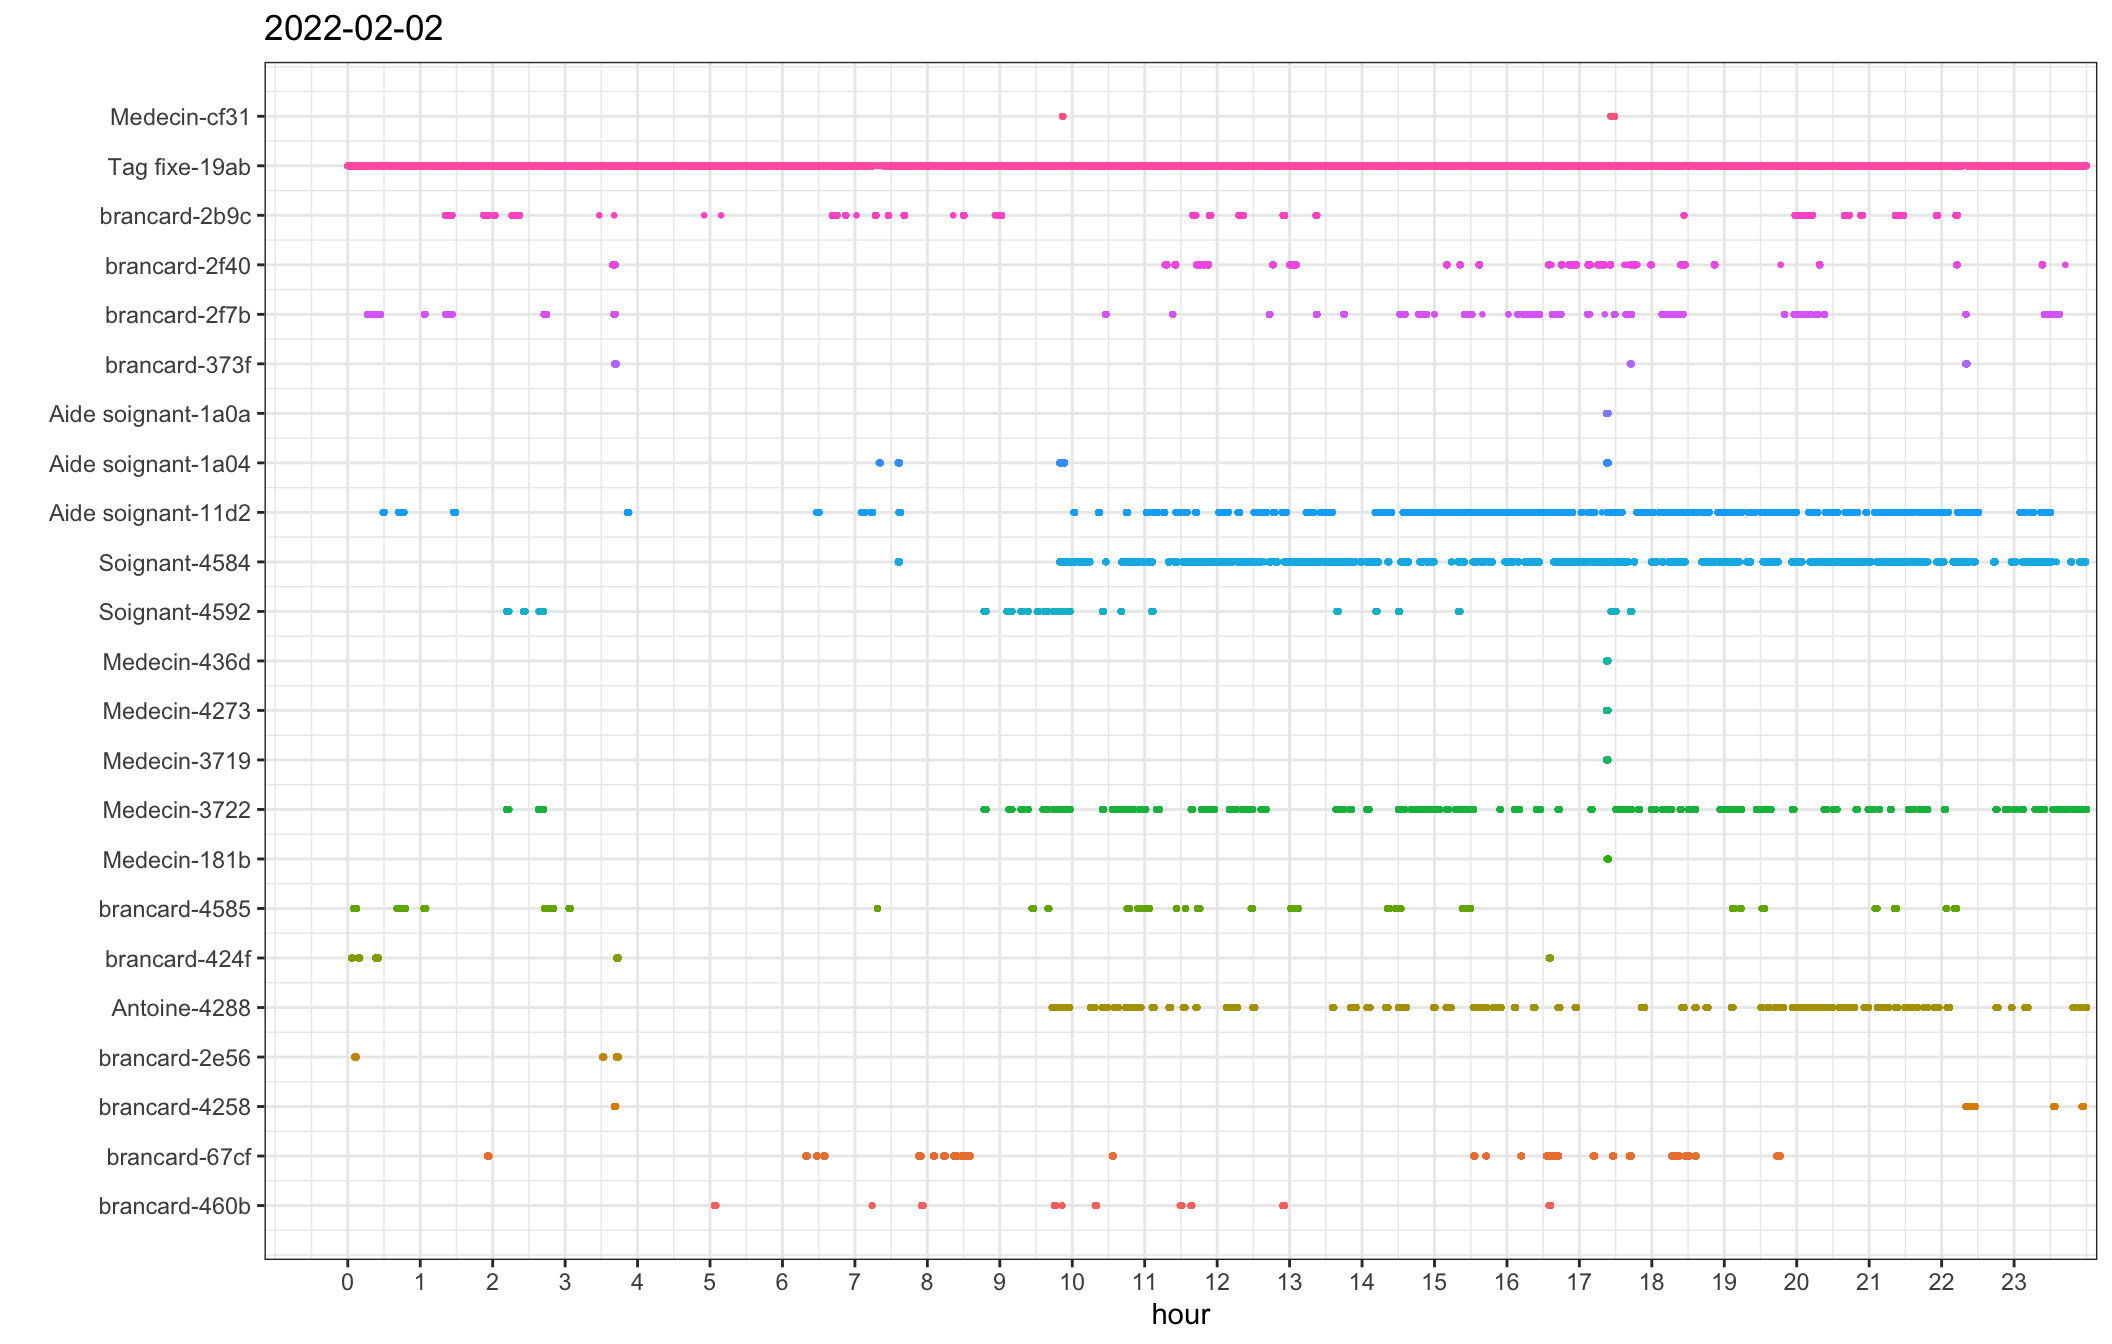 2022-02-02
Medecin-cf31
Tag fixe-19ab
brancard-2b9c
brancard-2f40
brancard-2f7b
brancard-373f
Aide soignant-1a0a
Aide soignant-1a04
Aide soignant-11d2
Soignant-4584
Soignant-4592
Medecin-436d
Medecin-4273
Medecin-3719
Medecin-3722
Medecin-181b
brancard-4585
brancard-424f
Antoine-4288
brancard-2e56
brancard-4258
brancard-67cf
brancard-460b
0 1 2 3 4 5 6 7 8 9 10 11 12 13 14 15 16 17 18 19 20 21 22 23
hour